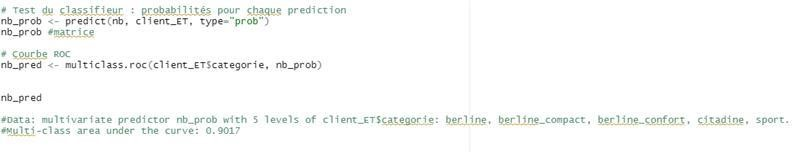 # Test du classifieur : probabilités pour chaque prediction
nb_prob <- predict(nb, client_ET, type="prob")
nb_prob #matrice
# Courbe ROC
nb_pred <- multiclass.roc(client_ET$categorie, nb_prob)
nb_pred
#Data: multivariate predictor nb_prob with 5 levels of client_ET$categorie: berline, berline_compact, berline_confort, citadine, sport.
#Multi-class area under the curve: 0.9017